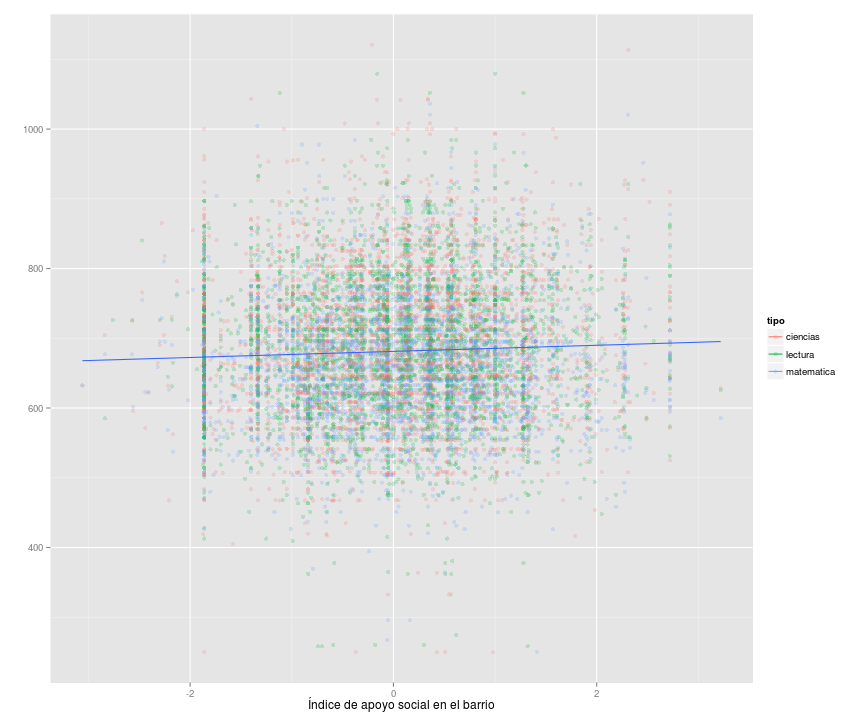 1000
800
600
400
-2
0
2
Índice de apoyo social en el barrio
tipo
ciencias
lectura
matematica